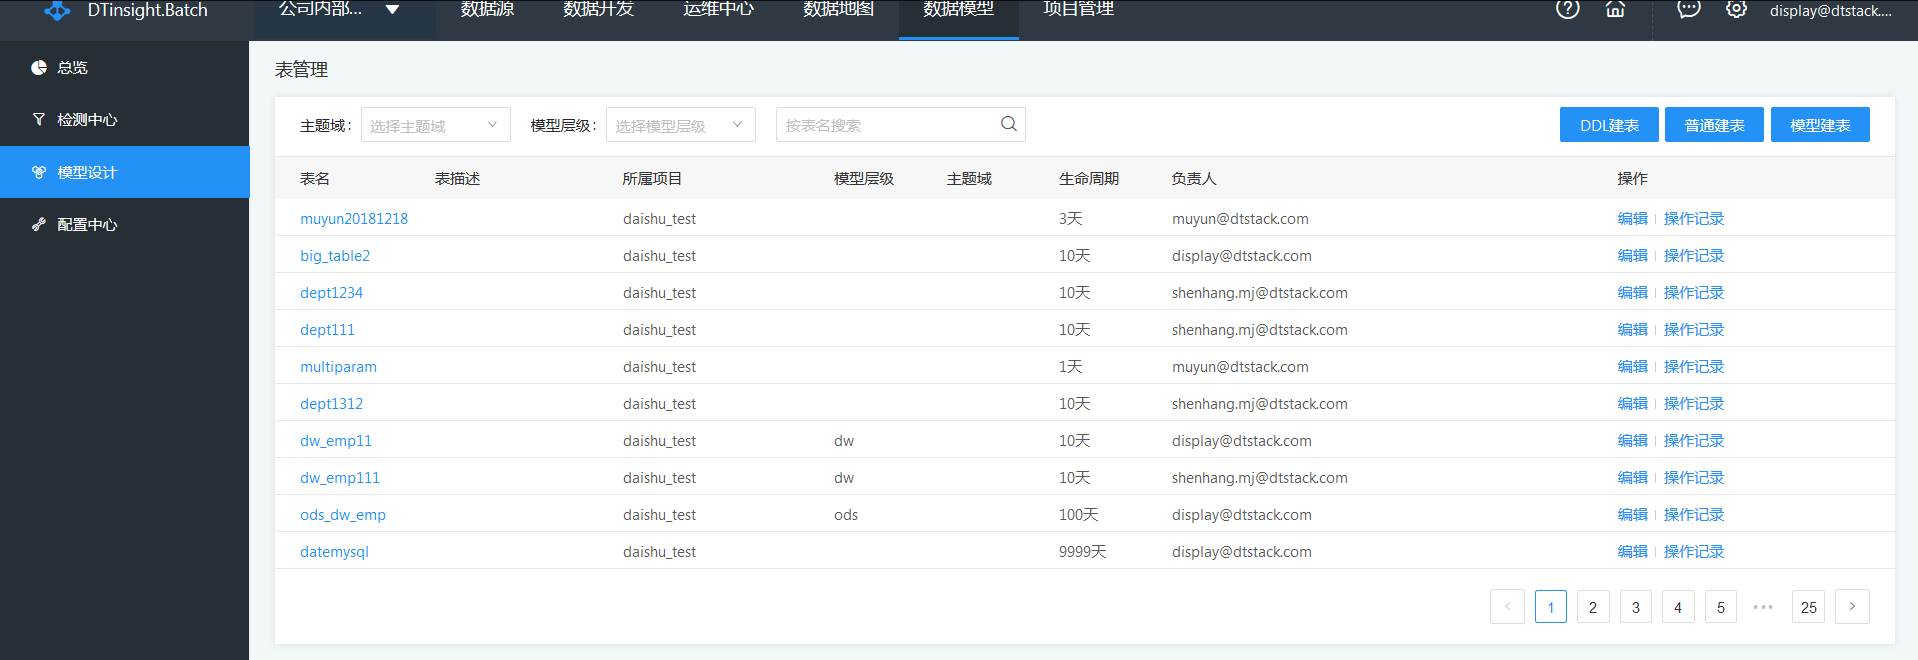 DTinsight.Batch 公司内部... 数据源 数据开发 运维中心 数据地图 数据模型 项目管理 display@dtstack....
总览
检测中心
模型设计
配置中心
表管理
主题域： 选择主题域 模型层级： 选择模型层级 按表名搜索 DDL建表 普通建表 模型建表
表名 表描述 所属项目 模型层级 主题域 生命周期 负责人 操作
muyun20181218 daishu_test 3天 muyun@dtstack.com 编辑 操作记录
big_table2 daishu_test 10天 display@dtstack.com 编辑 操作记录
dept1234 daishu_test 10天 shenhang.mj@dtstack.com 编辑 操作记录
dept111 daishu_test 10天 shenhang.mj@dtstack.com 编辑 操作记录
multiparam daishu_test 1天 muyun@dtstack.com 编辑 操作记录
dept1312 daishu_test 10天 shenhang.mj@dtstack.com 编辑 操作记录
dw_emp11 daishu_test dw 10天 display@dtstack.com 编辑 操作记录
dw_emp111 daishu_test dw 10天 shenhang.mj@dtstack.com 编辑 操作记录
ods_dw_emp daishu_test ods 100天 display@dtstack.com 编辑 操作记录
datemysql daishu_test 9999天 display@dtstack.com 编辑 操作记录
< 1 2 3 4 5 ••• 25 >